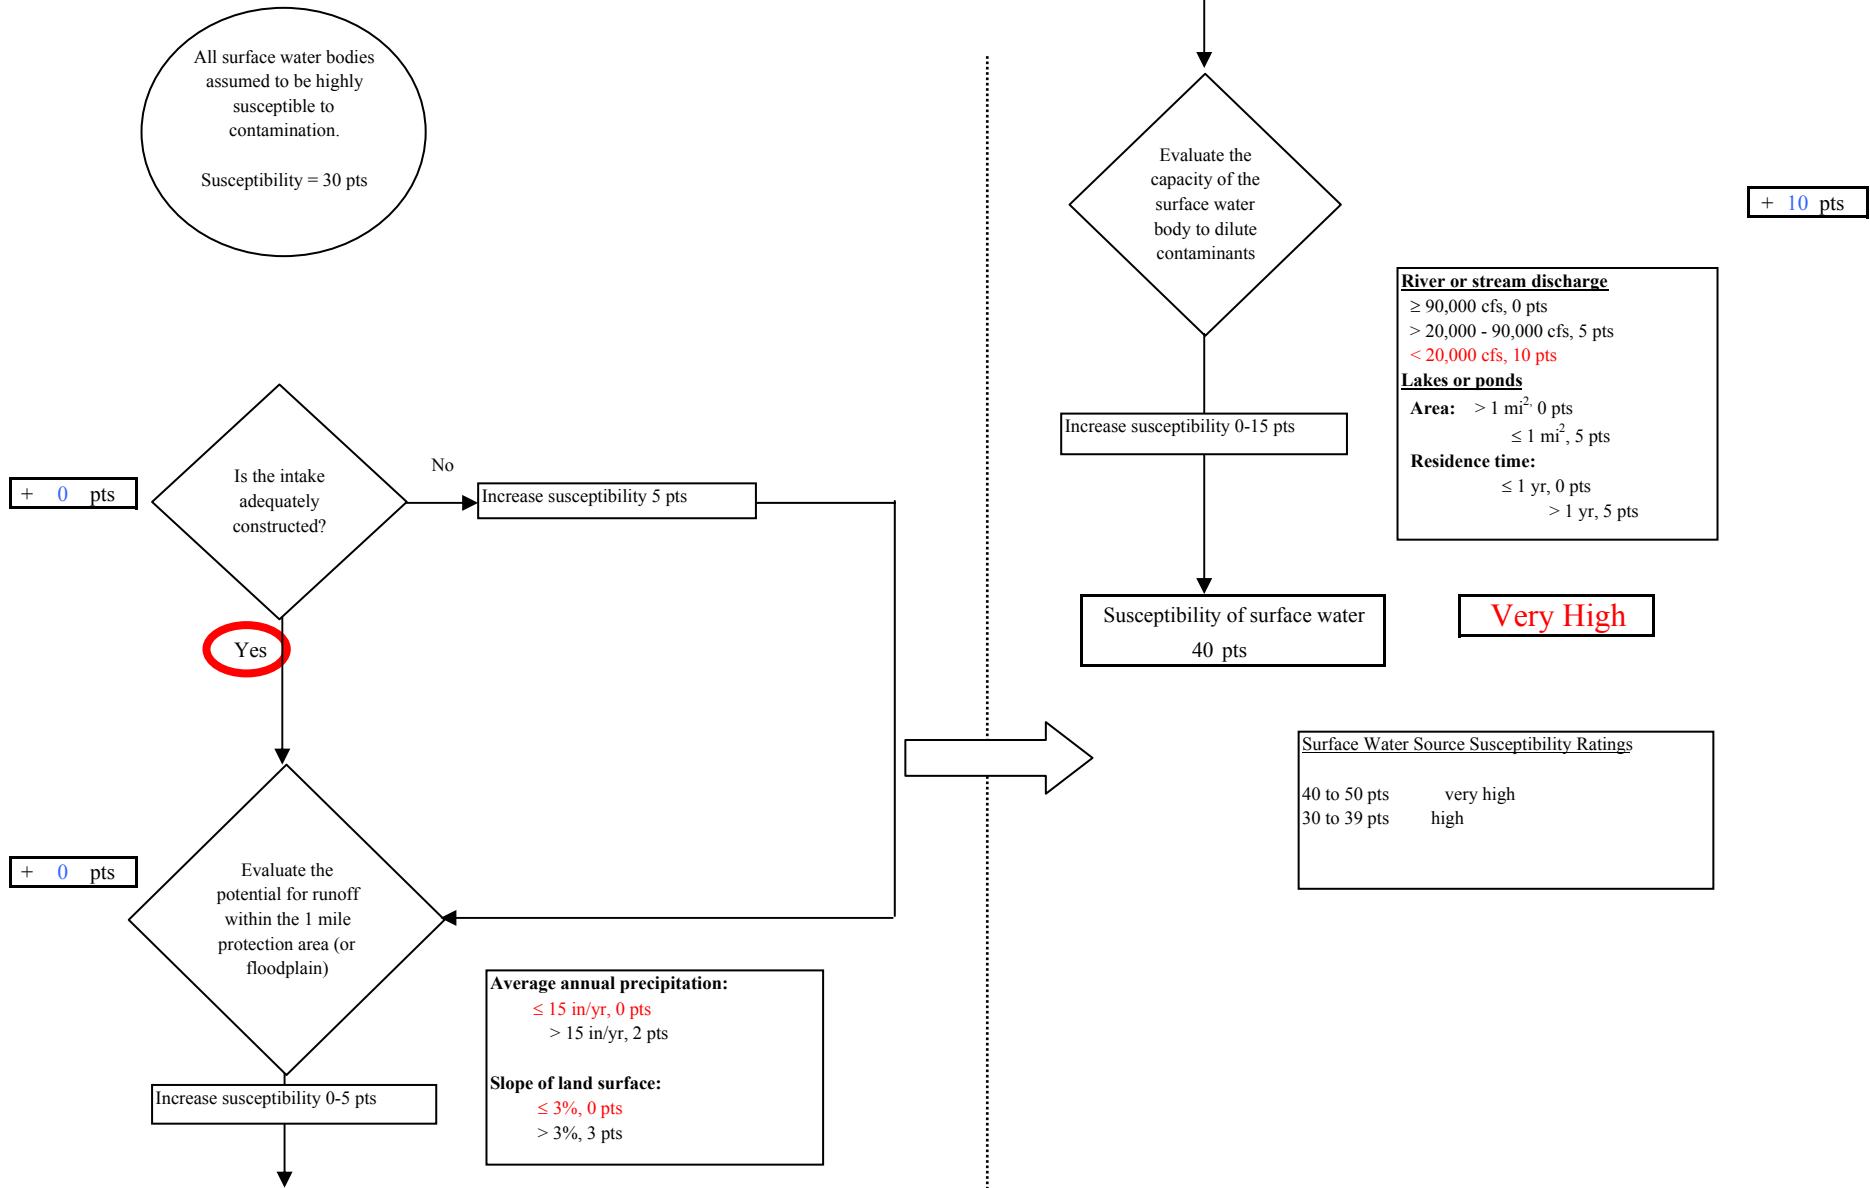 All surface water bodies
assumed to be highly
susceptible to
contamination.
Susceptibility = 30 pts
+ 0 pts
Is the intake
adequately
constructed?
No
Increase susceptibility 5 pts
Yes
+ 0 pts
Evaluate the
potential for runoff
within the 1 mile
protection area (or
floodplain)
Average annual precipitation:
≤ 15 in/yr, 0 pts
> 15 in/yr, 2 pts
Slope of land surface:
≤ 3%, 0 pts
> 3%, 3 pts
Increase susceptibility 0-5 pts
Evaluate the
capacity of the
surface water
body to dilute
contaminants
+ 10 pts
River or stream discharge
≥ 90,000 cfs, 0 pts
> 20,000 - 90,000 cfs, 5 pts
< 20,000 cfs, 10 pts
Lakes or ponds
Area: > 1 mi², 0 pts
≤ 1 mi², 5 pts
Residence time:
≤ 1 yr, 0 pts
> 1 yr, 5 pts
Increase susceptibility 0-15 pts
Susceptibility of surface water
40 pts
Very High
Surface Water Source Susceptibility Ratings
40 to 50 pts very high
30 to 39 pts high